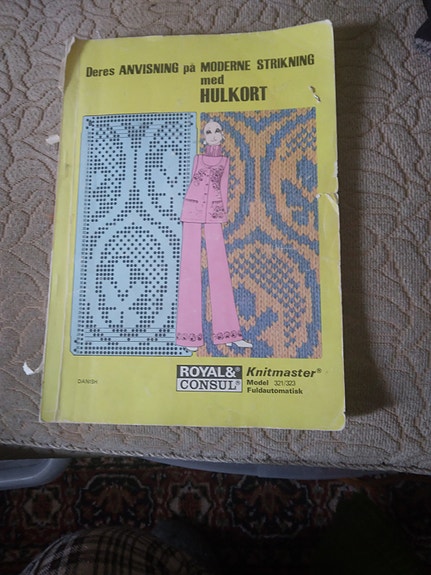 Deres ANVISNING på MODERNE STRIKNING
med
HULKORT
DANISH
ROYAL &
CONSUL®
Knitmaster®
Model 321/323
Fuldautomatisk